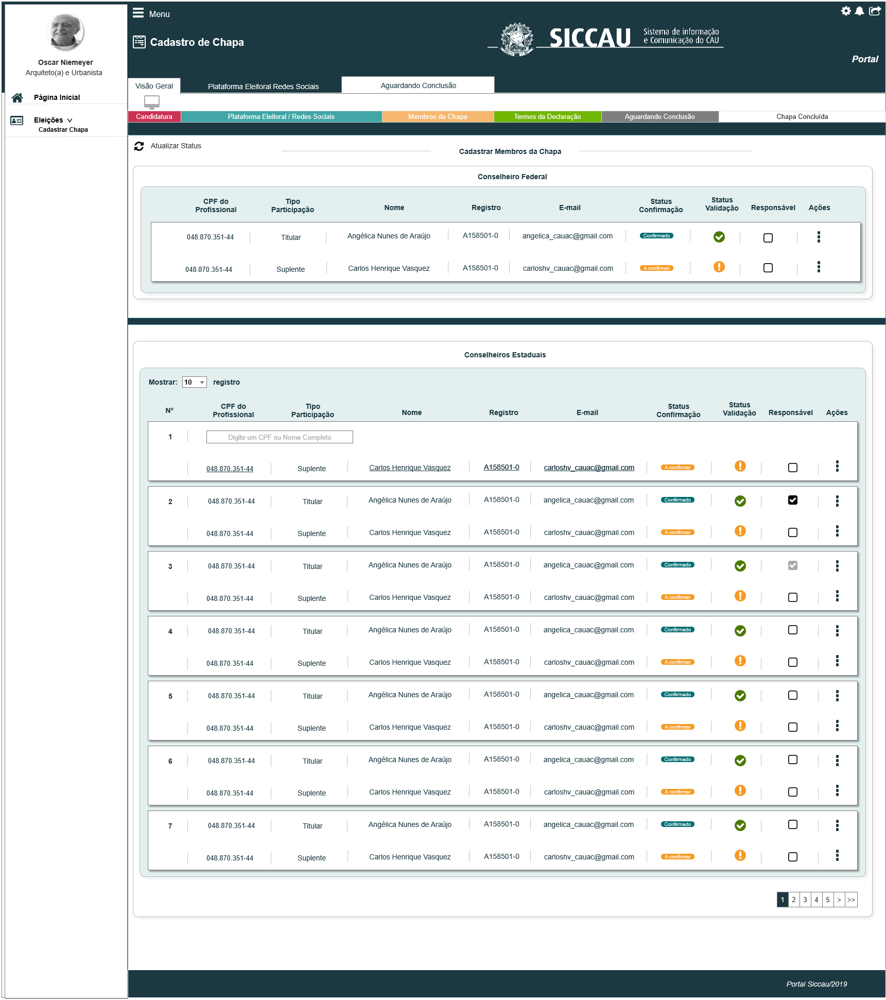 Menu
Cadastro de Chapa
SICCAU
Sistema de informação
e Comunicação do CAU
Portal
Oscar Niemeyer
Arquiteto(a) e Urbanista
Página Inicial
Eleições
Cadastrar Chapa
Visão Geral Plataforma Eleitoral Redes Sociais Aguardando Conclusão
Candidatura Plataforma Eleitoral / Redes Sociais Membros da Chapa Termos da Declaração Aguardando Conclusão Chapa Concluída
Atualizar Status
Cadastrar Membros da Chapa
Conselheiro Federal
CPF do Profissional Tipo Participação Nome Registro E-mail Status Confirmação Status Validação Responsável Ações
048.870.351-44 Titular Angélica Nunes de Araújo A158501-0 angelica_cauac@gmail.com Confirmado
048.870.351-44 Suplente Carlos Henrique Vasquez A158501-0 carloshv_cauac@gmail.com A confirmar
Conselheiros Estaduais
Mostrar: 10 registro
Nº CPF do Profissional Tipo Participação Nome Registro E-mail Status Confirmação Status Validação Responsável Ações
1 Digite um CPF ou Nome Completo
048.870.351-44 Suplente Carlos Henrique Vasquez A158501-0 carloshv_cauac@gmail.com A confirmar
2 048.870.351-44 Titular Angélica Nunes de Araújo A158501-0 angelica_cauac@gmail.com Confirmado
048.870.351-44 Suplente Carlos Henrique Vasquez A158501-0 carloshv_cauac@gmail.com A confirmar
3 048.870.351-44 Titular Angélica Nunes de Araújo A158501-0 angelica_cauac@gmail.com Confirmado
048.870.351-44 Suplente Carlos Henrique Vasquez A158501-0 carloshv_cauac@gmail.com A confirmar
4 048.870.351-44 Titular Angélica Nunes de Araújo A158501-0 angelica_cauac@gmail.com Confirmado
048.870.351-44 Suplente Carlos Henrique Vasquez A158501-0 carloshv_cauac@gmail.com A confirmar
5 048.870.351-44 Titular Angélica Nunes de Araújo A158501-0 angelica_cauac@gmail.com Confirmado
048.870.351-44 Suplente Carlos Henrique Vasquez A158501-0 carloshv_cauac@gmail.com A confirmar
6 048.870.351-44 Titular Angélica Nunes de Araújo A158501-0 angelica_cauac@gmail.com Confirmado
048.870.351-44 Suplente Carlos Henrique Vasquez A158501-0 carloshv_cauac@gmail.com A confirmar
7 048.870.351-44 Titular Angélica Nunes de Araújo A158501-0 angelica_cauac@gmail.com Confirmado
048.870.351-44 Suplente Carlos Henrique Vasquez A158501-0 carloshv_cauac@gmail.com A confirmar
1 2 3 4 5 > >>
Portal Siccau/2019